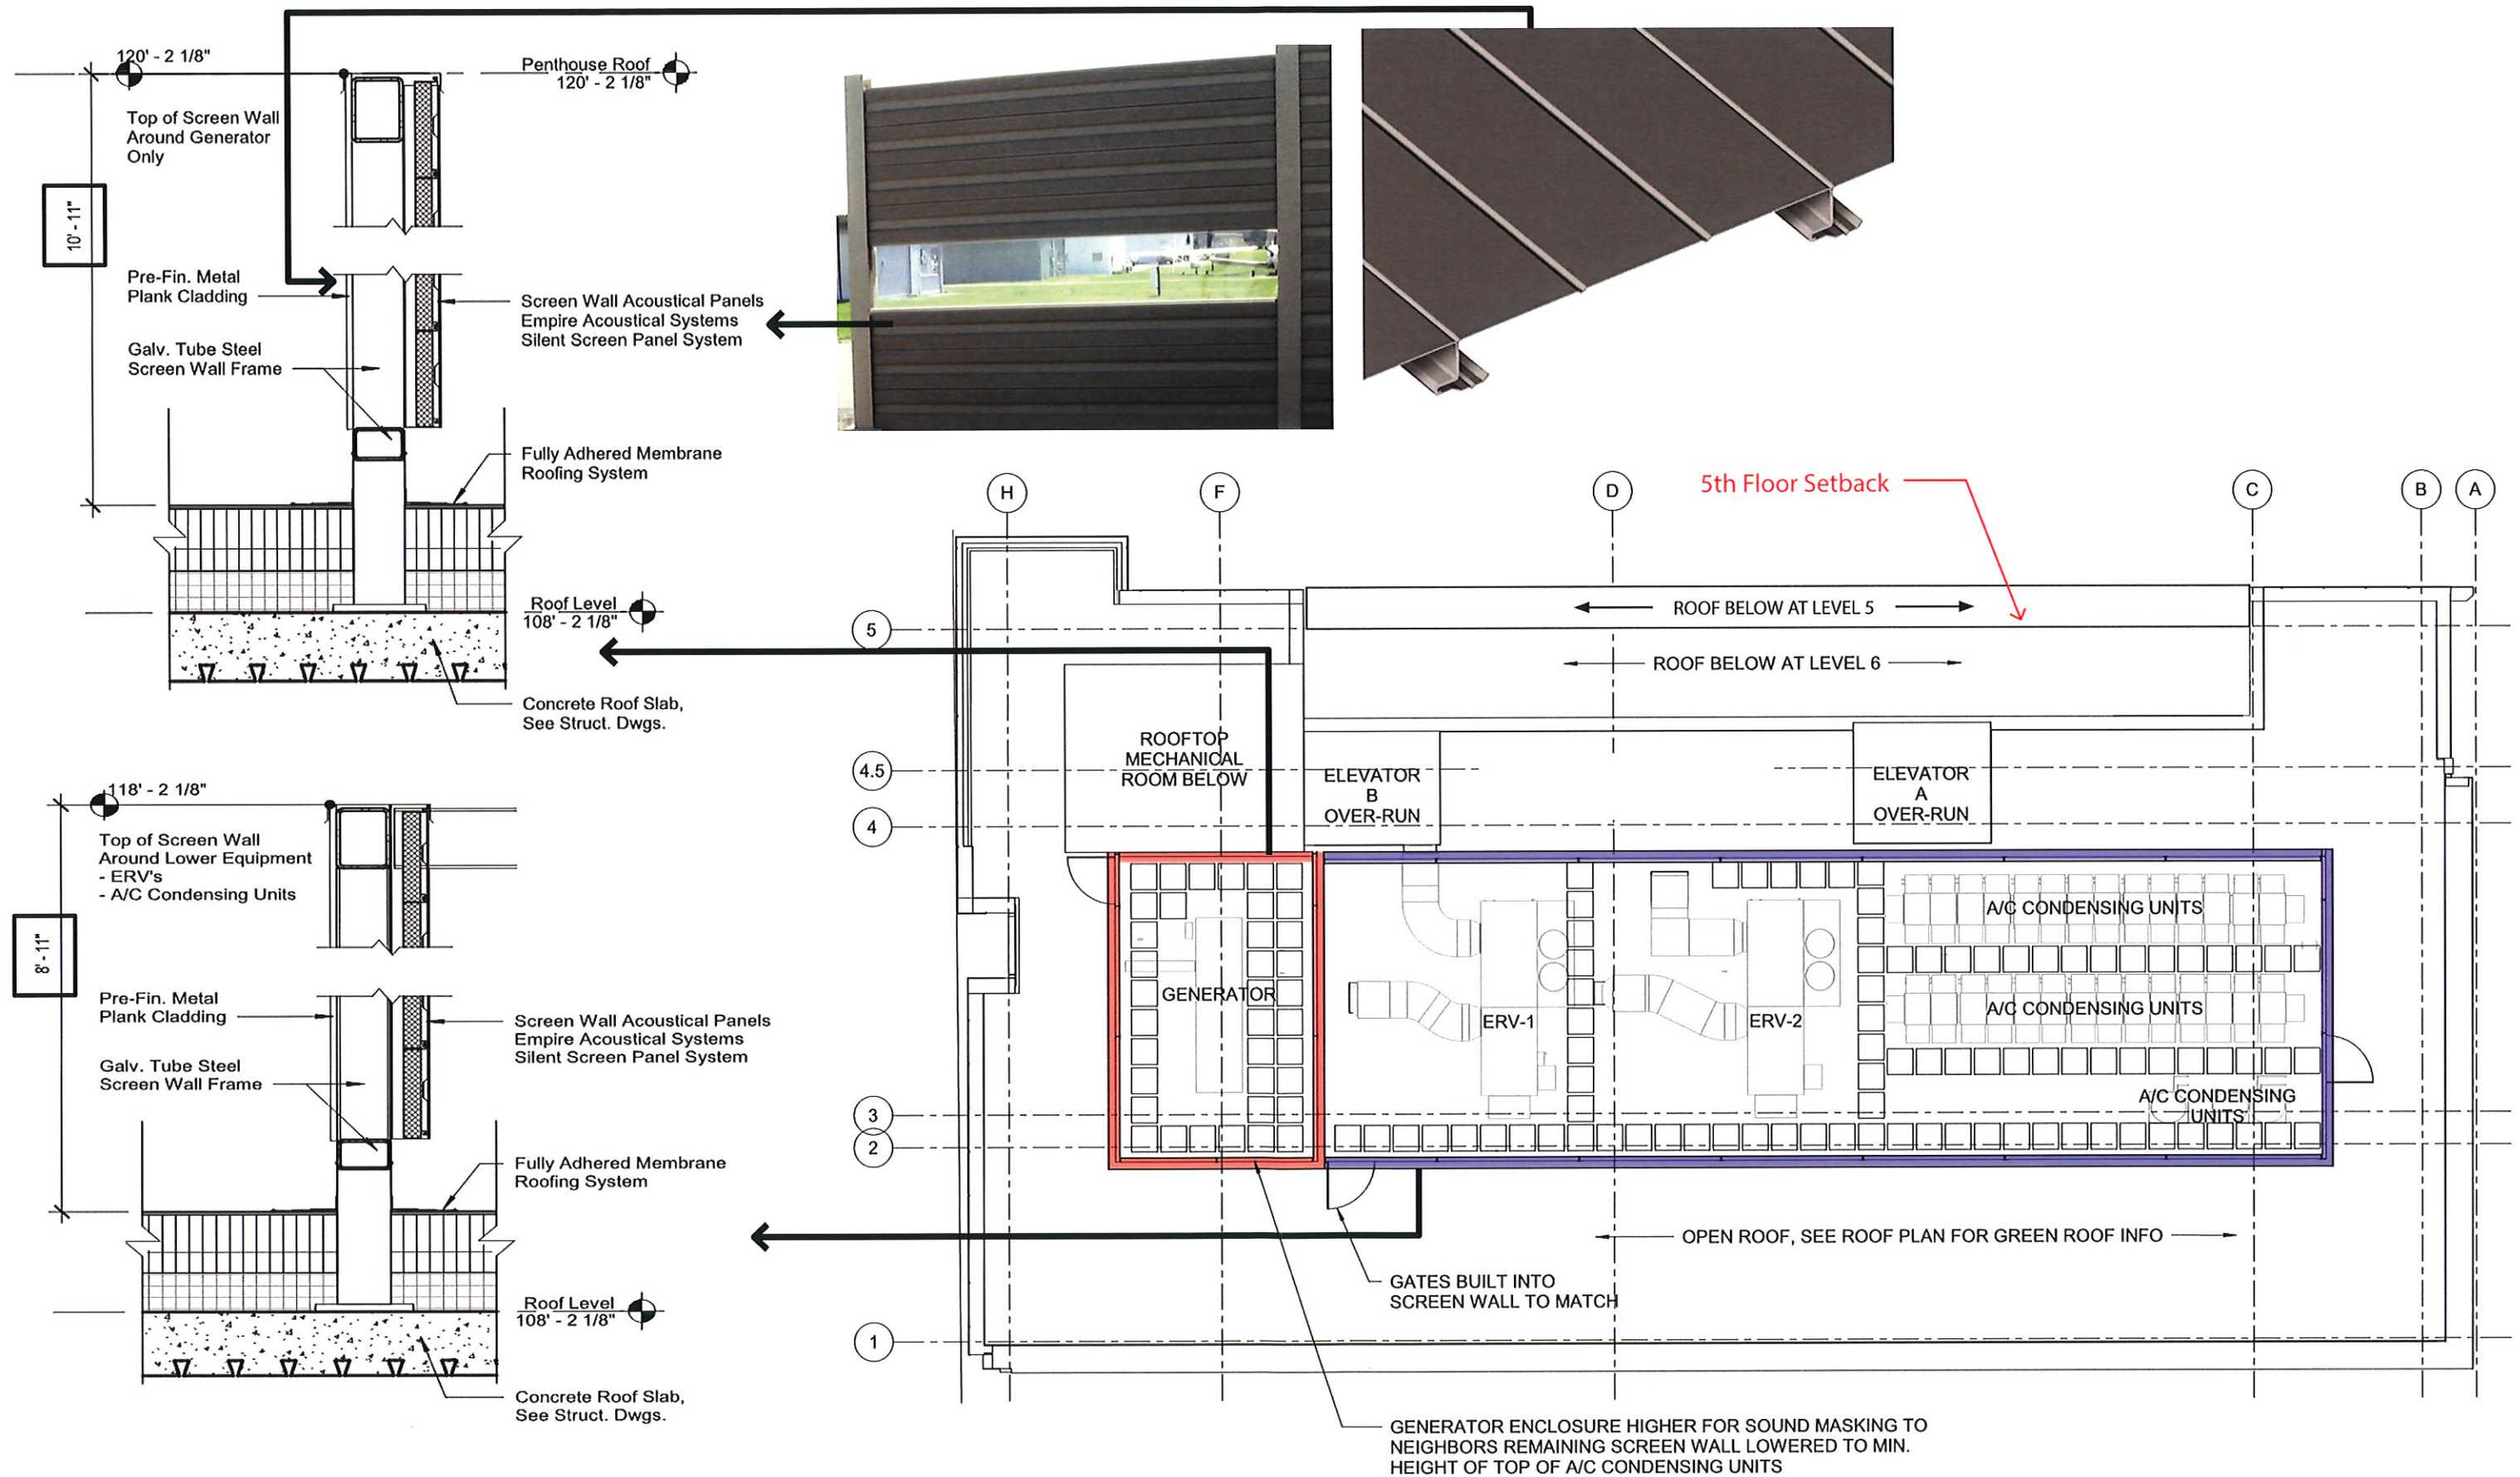 120' - 2 1/8"
Penthouse Roof
120' - 2 1/8"
Top of Screen Wall
Around Generator
Only
10' - 11"
Pre-Fin. Metal
Plank Cladding
Screen Wall Acoustical Panels
Empire Acoustical Systems
Silent Screen Panel System
Galv. Tube Steel
Screen Wall Frame
Fully Adhered Membrane
Roofing System
Roof Level
108' - 2 1/8"
Concrete Roof Slab,
See Struct. Dwgs.
118' - 2 1/8"
Top of Screen Wall
Around Lower Equipment
- ERV's
- A/C Condensing Units
8' - 11"
Pre-Fin. Metal
Plank Cladding
Screen Wall Acoustical Panels
Empire Acoustical Systems
Silent Screen Panel System
Galv. Tube Steel
Screen Wall Frame
Fully Adhered Membrane
Roofing System
Roof Level
108' - 2 1/8"
Concrete Roof Slab,
See Struct. Dwgs.
5th Floor Setback
H
F
D
C
B
A
5
4.5
4
3
2
1
ROOF BELOW AT LEVEL 5
ROOF BELOW AT LEVEL 6
ROOFTOP
MECHANICAL
ROOM BELOW
ELEVATOR
B
OVER-RUN
ELEVATOR
A
OVER-RUN
GENERATOR
ERV-1
ERV-2
A/C CONDENSING UNITS
A/C CONDENSING UNITS
A/C CONDENSING
UNITS
OPEN ROOF, SEE ROOF PLAN FOR GREEN ROOF INFO
GATES BUILT INTO
SCREEN WALL TO MATCH
GENERATOR ENCLOSURE HIGHER FOR SOUND MASKING TO
NEIGHBORS REMAINING SCREEN WALL LOWERED TO MIN.
HEIGHT OF TOP OF A/C CONDENSING UNITS